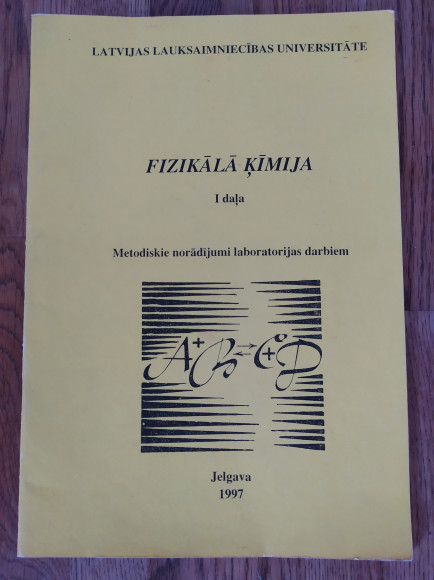 LATVIJAS LAUKSAIMNIECĪBAS UNIVERSITĀTE
FIZIKĀLĀ ĶĪMIJA
I daļa
Metodiskie norādījumi laboratorijas darbiem
A+B⇄C+D
Jelgava
1997